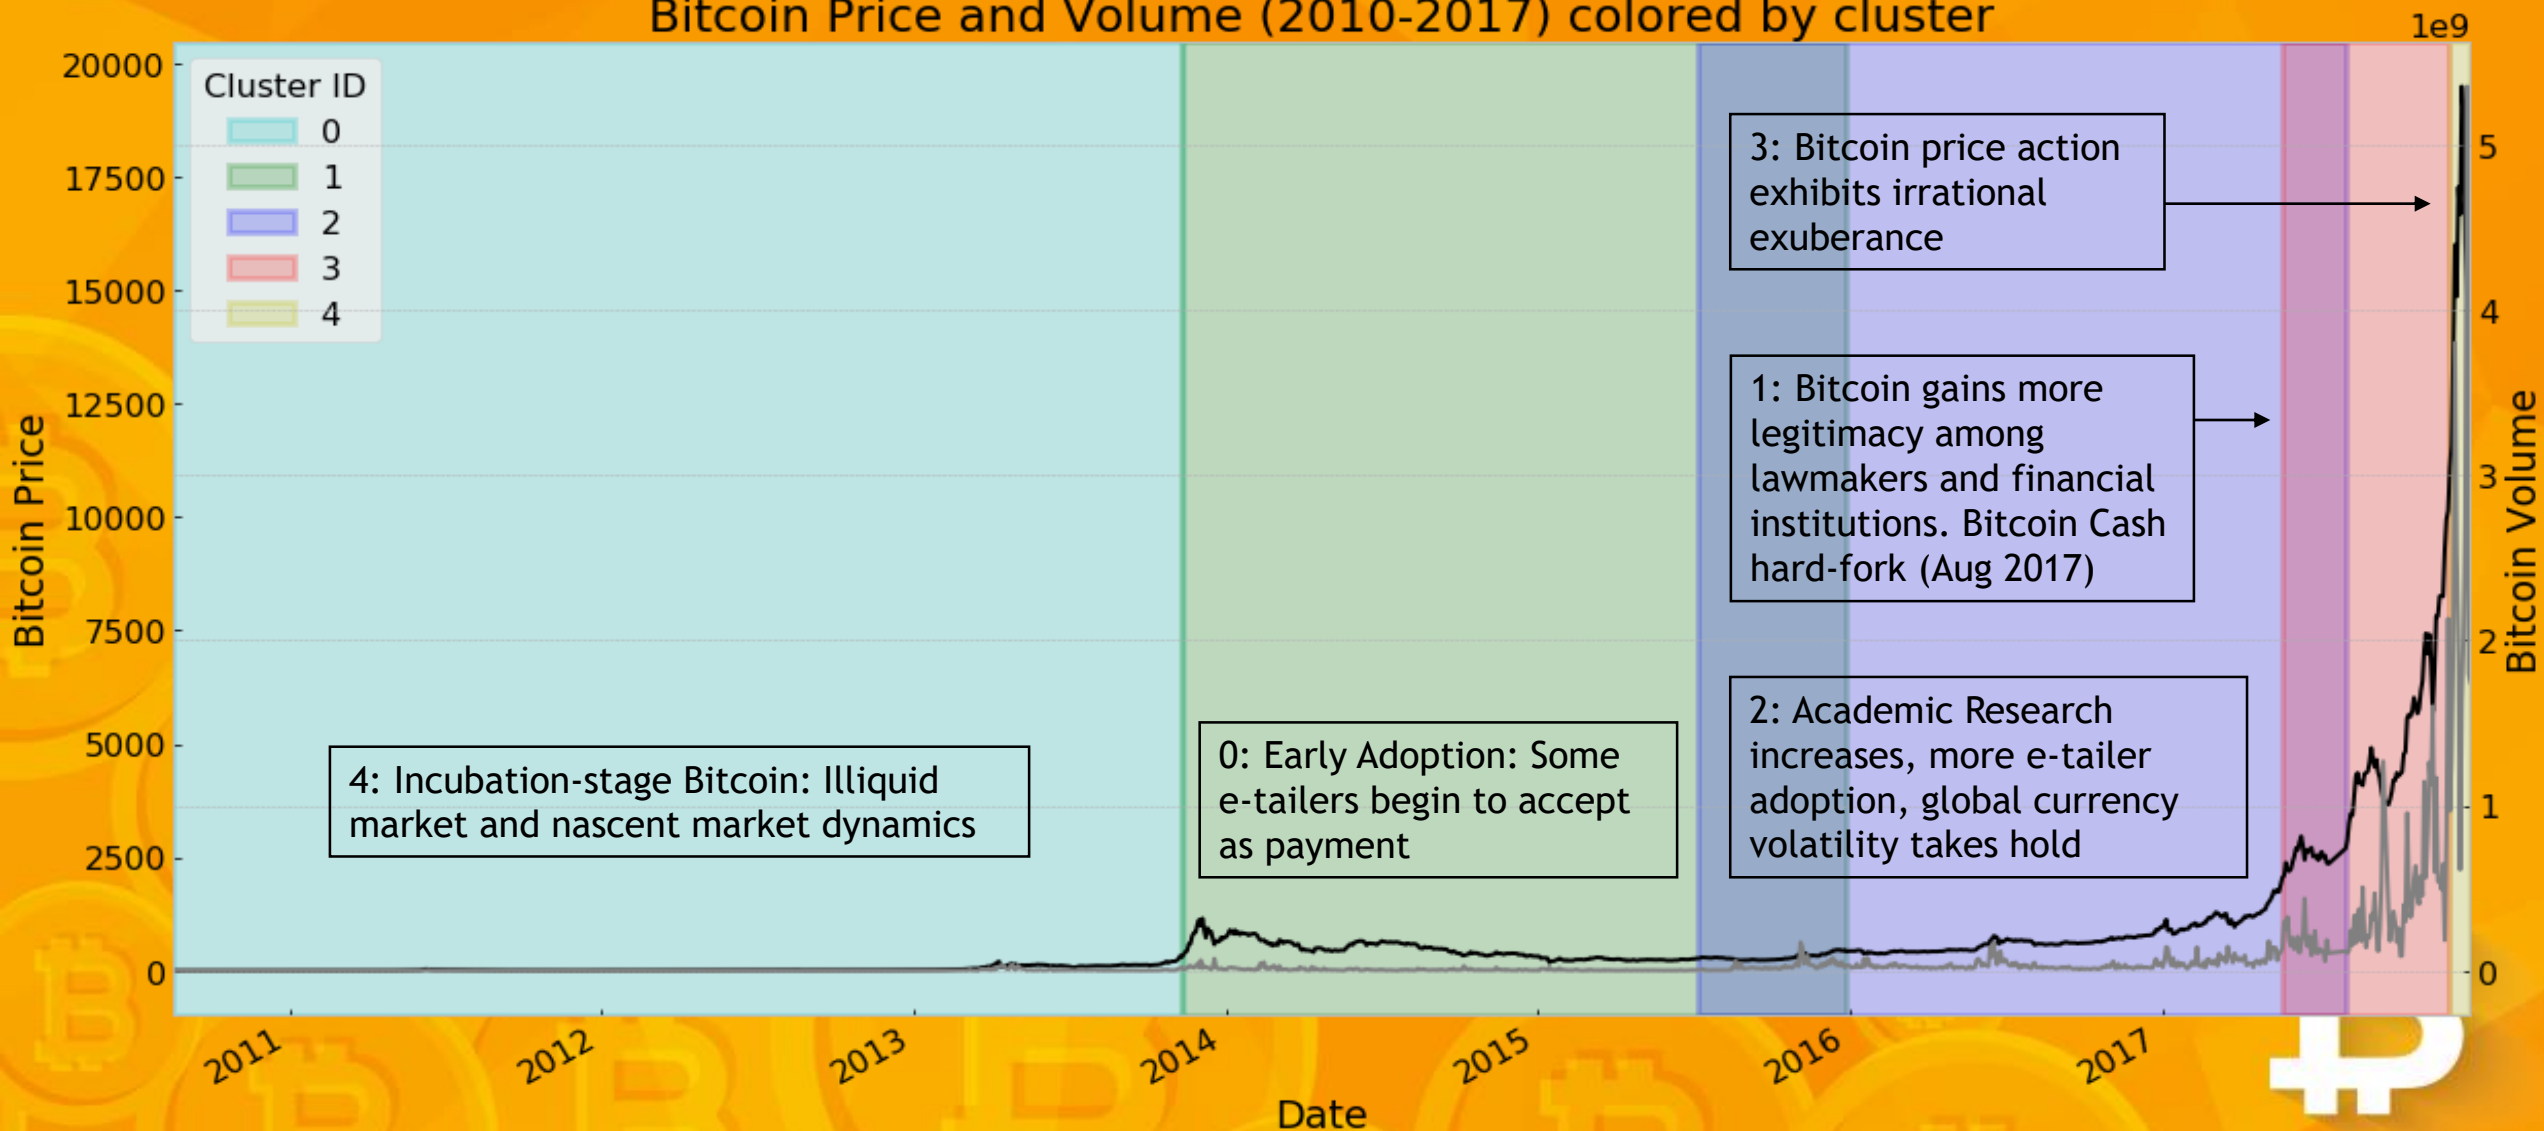 Bitcoin Price and Volume (2010-2017) colored by cluster
1e9
20000
17500
15000
12500
10000
7500
5000
2500
0
Bitcoin Price
Cluster ID
0
1
2
3
4
4: Incubation-stage Bitcoin: Illiquid
market and nascent market dynamics
0: Early Adoption: Some
e-tailers begin to accept
as payment
3: Bitcoin price action
exhibits irrational
exuberance
1: Bitcoin gains more
legitimacy among
lawmakers and financial
institutions. Bitcoin Cash
hard-fork (Aug 2017)
2: Academic Research
increases, more e-tailer
adoption, global currency
volatility takes hold
5
4
3
2
1
0
Bitcoin Volume
2011
2012
2013
2014
2015
2016
2017
Date